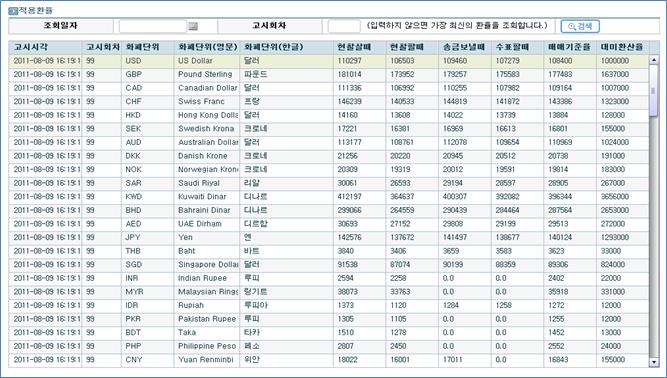 적용환율
조회일자 고시회차 (입력하지 않으면 가장 최신의 환율을 조회합니다.) 검색
고시시각 고시회차 화폐단위 화폐단위(영문) 화폐단위(한글) 현찰살때 현찰팔때 송금보낼때 수표팔때 매매기준율 대미환산율
2011-08-09 16:19:1 99 USD US Dollar 달러 110297 106503 109460 107279 108400 1000000
2011-08-09 16:19:1 99 GBP Pound Sterling 파운드 181014 173952 179257 175583 177483 1637000
2011-08-09 16:19:1 99 CAD Canadian Dollar 달러 111336 106992 110255 107982 109164 1007000
2011-08-09 16:19:1 99 CHF Swiss Franc 프랑 146239 140533 144819 141872 143386 1323000
2011-08-09 16:19:1 99 HKD Hong Kong Dolla 달러 14160 13608 14022 13739 13884 128000
2011-08-09 16:19:1 99 SEK Swedish Krona 크로네 17221 16381 16969 16613 16801 155000
2011-08-09 16:19:1 99 AUD Australian Dollar 달러 113177 108761 112078 109654 110969 1024000
2011-08-09 16:19:1 99 DKK Danish Krone 크로네 21256 20220 20945 20512 20738 191000
2011-08-09 16:19:1 99 NOK Norwegian Krone 크로네 20309 19319 20012 19591 19814 183000
2011-08-09 16:19:1 99 SAR Saudi Riyal 리얄 30061 26593 29194 28597 28905 267000
2011-08-09 16:19:1 99 KWD Kuwaiti Dinar 디나르 412197 364637 400307 392082 396344 3656000
2011-08-09 16:19:1 99 BHD Bahraini Dinar 디나르 299066 264559 290439 284464 287564 2653000
2011-08-09 16:19:1 99 AED UAE Dirham 디르함 30693 27152 29808 29199 29513 272000
2011-08-09 16:19:1 99 JPY Yen 엔 142576 137672 141497 138677 140124 1293000
2011-08-09 16:19:1 99 THB Baht 바트 3840 3406 3659 3583 3623 33000
2011-08-09 16:19:1 99 SGD Singapore Dollar 달러 91538 87074 90199 88359 89306 824000
2011-08-09 16:19:1 99 INR Indian Rupee 루피 2594 2258 0.0 0.0 2402 22000
2011-08-09 16:19:1 99 MYR Malaysian Ringg 링기트 38073 33763 0.0 0.0 35918 331000
2011-08-09 16:19:1 99 IDR Rupiah 루피아 1373 1120 1284 1258 1272 12000
2011-08-09 16:19:1 99 PKR Pakistan Rupee 루피 1305 1105 0.0 0.0 1255 12000
2011-08-09 16:19:1 99 BDT Taka 타카 1510 1278 0.0 0.0 1452 13000
2011-08-09 16:19:1 99 PHP Philippine Peso 페소 2807 2450 0.0 0.0 2552 24000
2011-08-09 16:19:1 99 CNY Yuan Renminbi 위안 18022 16001 17011 0.0 16843 155000